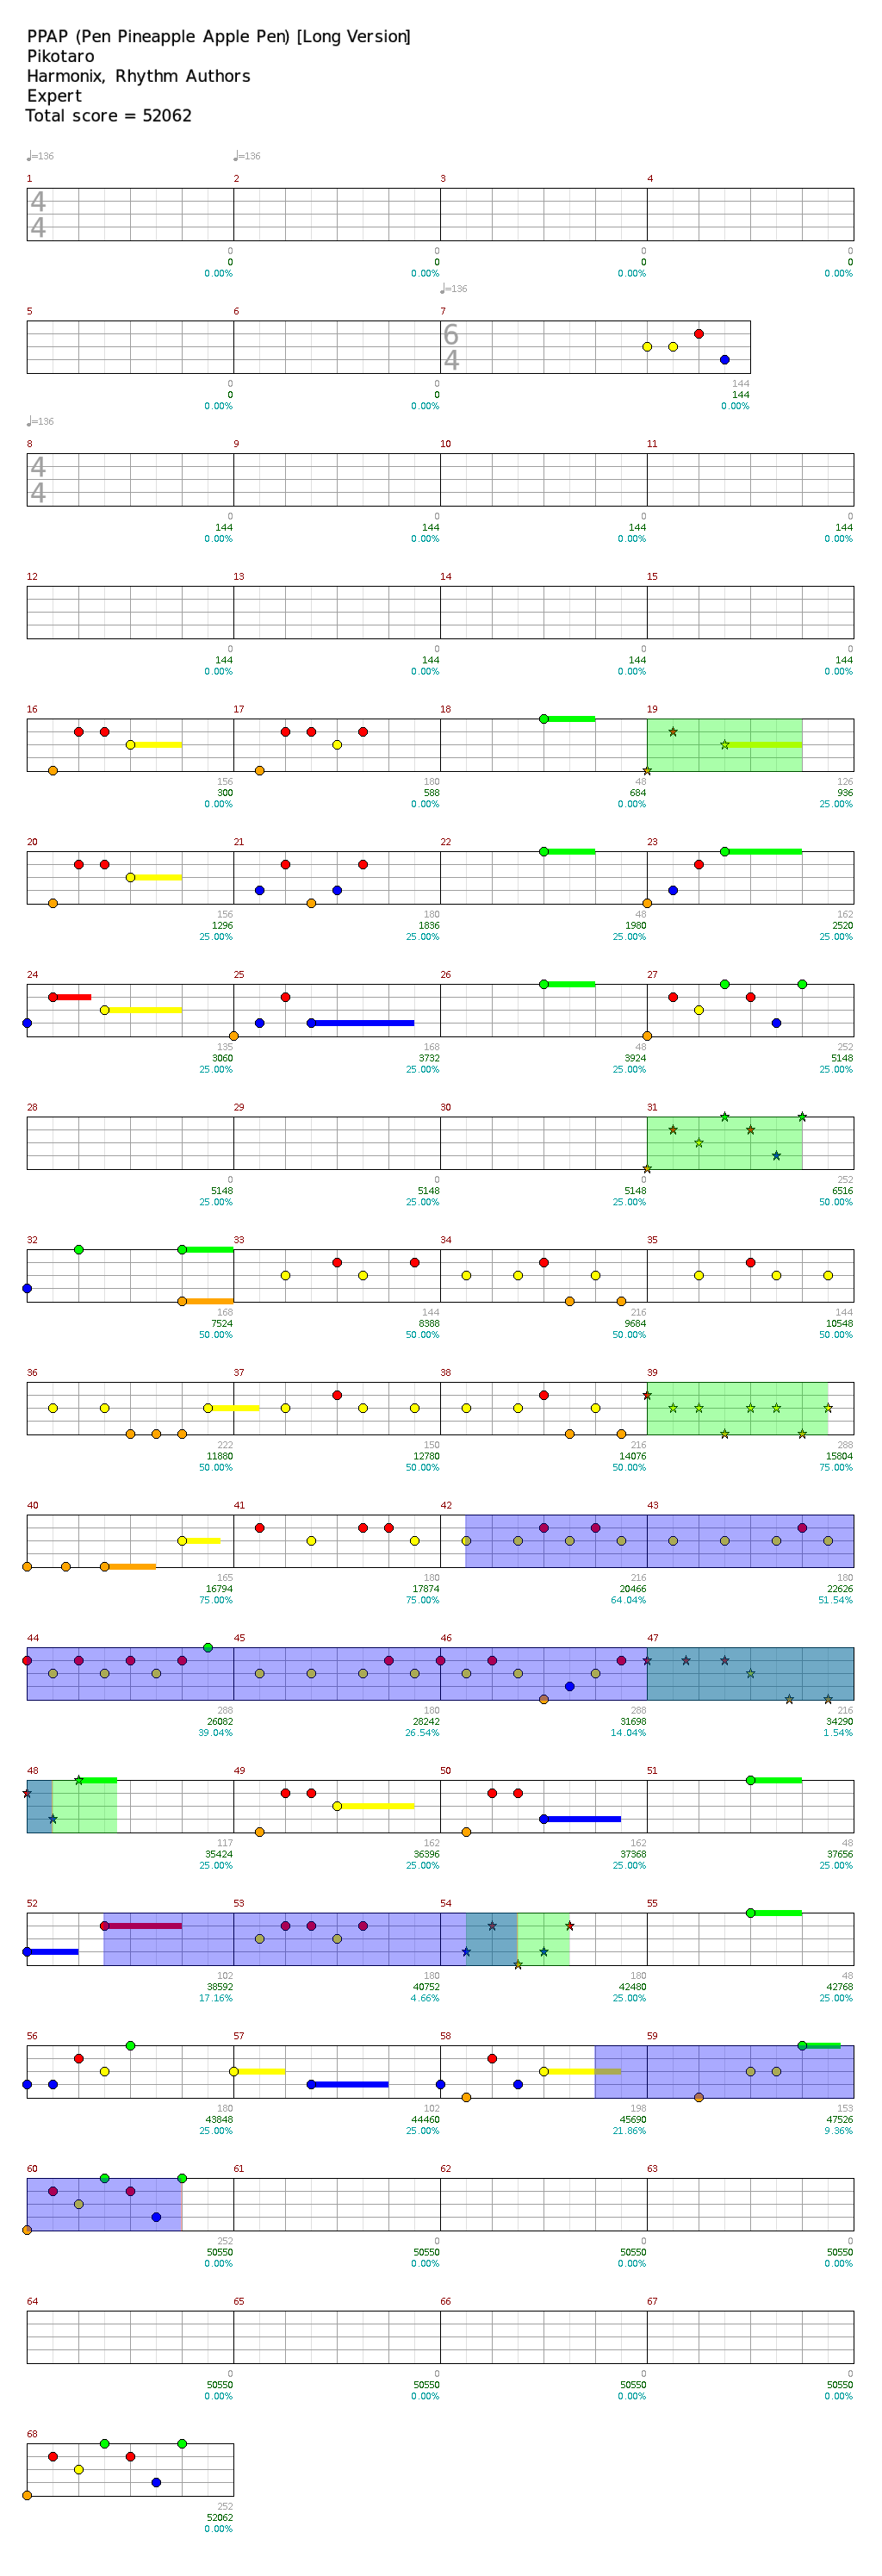 PPAP (Pen Pineapple Apple Pen) [Long Version]
Pikotaro
Harmonix, Rhythm Authors
Expert
Total score = 52062
♩=136 ♩=136
1 2 3 4
4
4
0 0 0 0
0 0 0 0
0.00% 0.00% 0.00% 0.00%
♩=136
5 6 7
6
4
0 0 144
0 0 144
0.00% 0.00% 0.00%
♩=136
8 9 10 11
4
4
0 0 0 0
144 144 144 144
0.00% 0.00% 0.00% 0.00%
12 13 14 15
0 0 0 0
144 144 144 144
0.00% 0.00% 0.00% 0.00%
16 17 18 19
156 180 48 126
300 588 684 936
0.00% 0.00% 0.00% 25.00%
20 21 22 23
156 180 48 162
1296 1836 1980 2520
25.00% 25.00% 25.00% 25.00%
24 25 26 27
135 168 48 252
3060 3732 3924 5148
25.00% 25.00% 25.00% 25.00%
28 29 30 31
0 0 0 252
5148 5148 5148 6516
25.00% 25.00% 25.00% 50.00%
32 33 34 35
168 144 216 144
7524 8388 9684 10548
50.00% 50.00% 50.00% 50.00%
36 37 38 39
222 150 216 288
11880 12780 14076 15804
50.00% 50.00% 50.00% 75.00%
40 41 42 43
165 180 216 180
16794 17874 20466 22626
75.00% 75.00% 64.04% 51.54%
44 45 46 47
288 180 288 216
26082 28242 31698 34290
39.04% 26.54% 14.04% 1.54%
48 49 50 51
117 162 162 48
35424 36396 37368 37656
25.00% 25.00% 25.00% 25.00%
52 53 54 55
102 180 180 48
38592 40752 42480 42768
17.16% 4.66% 25.00% 25.00%
56 57 58 59
180 102 198 153
43848 44460 45690 47526
25.00% 25.00% 21.86% 9.36%
60 61 62 63
252 0 0 0
50550 50550 50550 50550
0.00% 0.00% 0.00% 0.00%
64 65 66 67
0 0 0 0
50550 50550 50550 50550
0.00% 0.00% 0.00% 0.00%
68
252
52062
0.00%